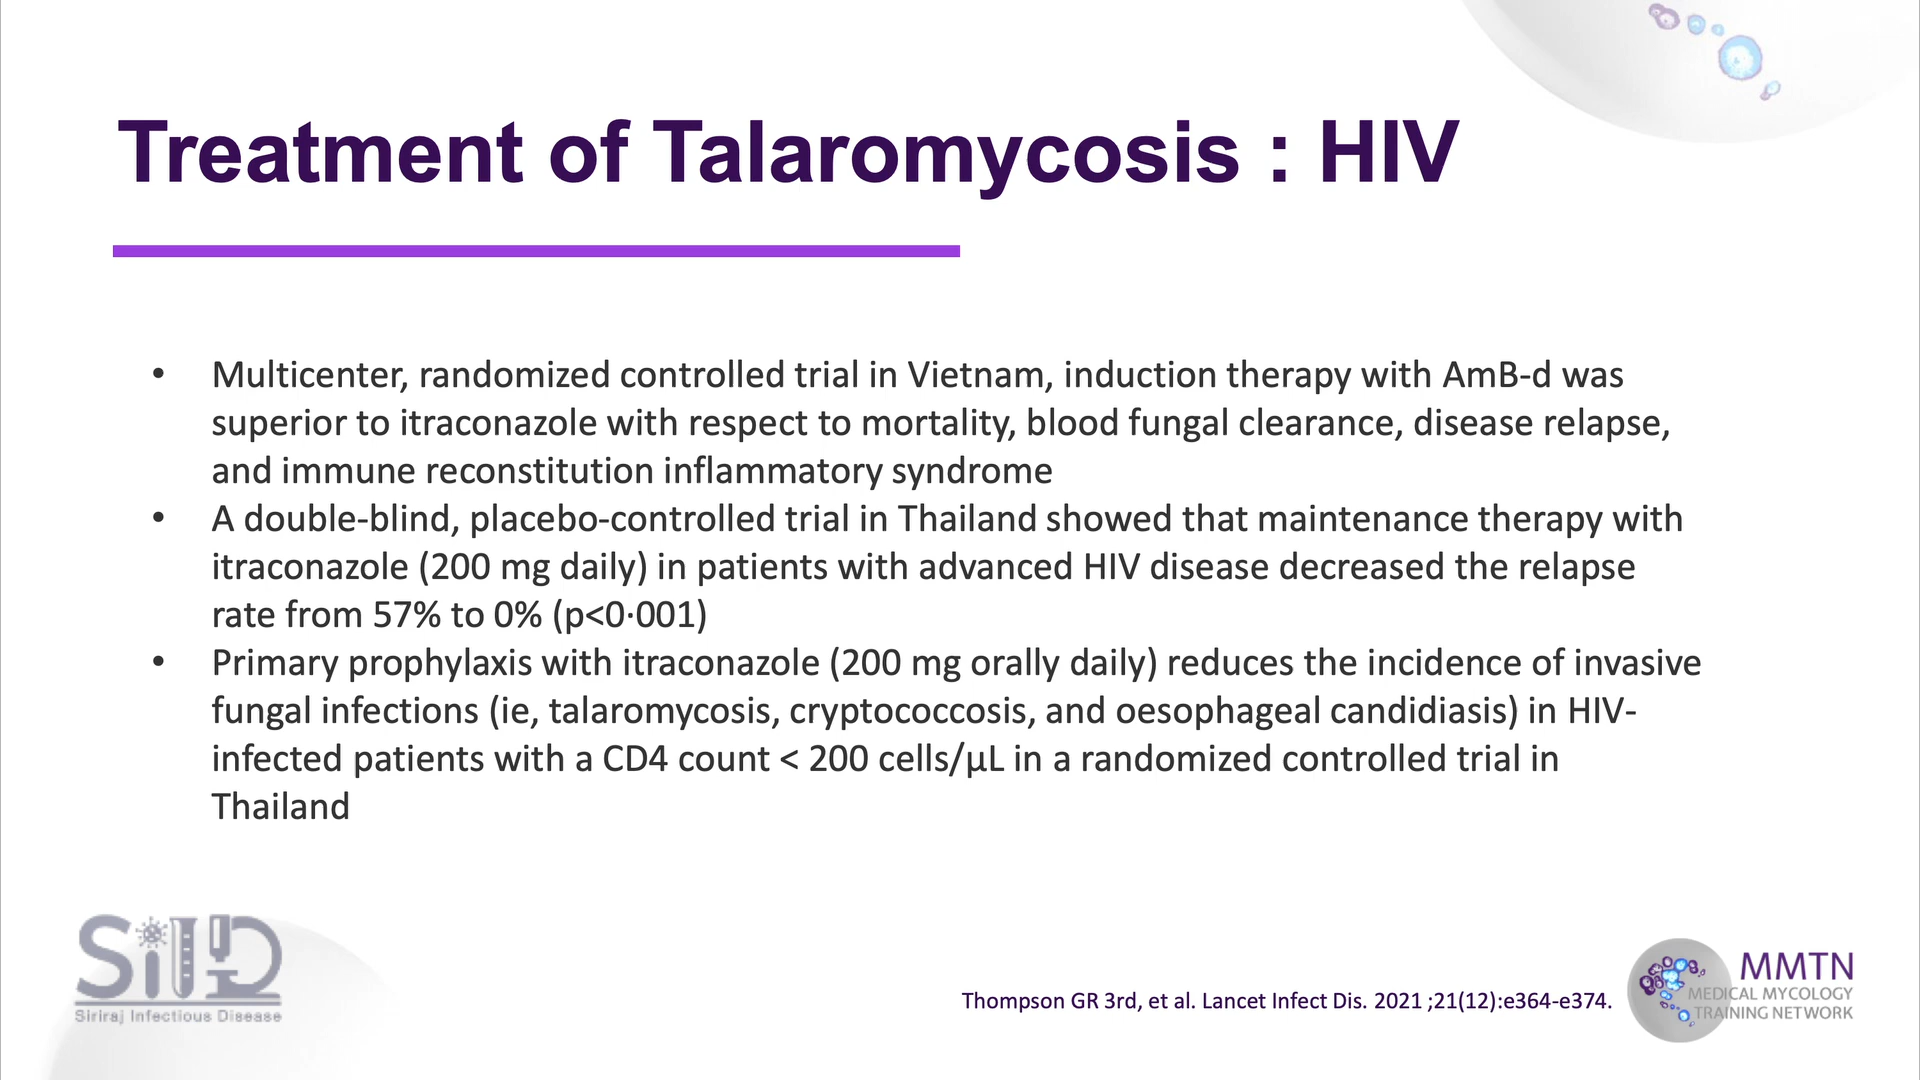 Treatment of Talaromycosis : HIV
• Multicenter, randomized controlled trial in Vietnam, induction therapy with AmB-d was
superior to itraconazole with respect to mortality, blood fungal clearance, disease relapse,
and immune reconstitution inflammatory syndrome
• A double-blind, placebo-controlled trial in Thailand showed that maintenance therapy with
itraconazole (200 mg daily) in patients with advanced HIV disease decreased the relapse
rate from 57% to 0% (p<0·001)
• Primary prophylaxis with itraconazole (200 mg orally daily) reduces the incidence of invasive
fungal infections (ie, talaromycosis, cryptococcosis, and oesophageal candidiasis) in HIV-
infected patients with a CD4 count < 200 cells/µL in a randomized controlled trial in
Thailand
SiID
Siriraj Infectious Disease
Thompson GR 3rd, et al. Lancet Infect Dis. 2021 ;21(12):e364-e374.
MMTN
MEDICAL MYCOLOGY
TRAINING NETWORK